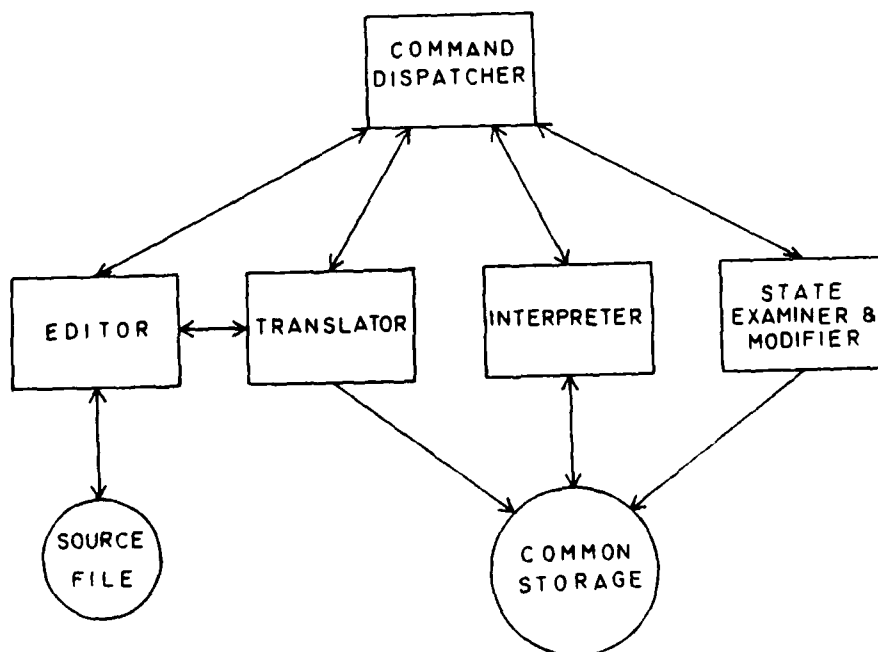 COMMAND
DISPATCHER
EDITOR
TRANSLATOR
INTERPRETER
STATE
EXAMINER &
MODIFIER
SOURCE
FILE
COMMON
STORAGE